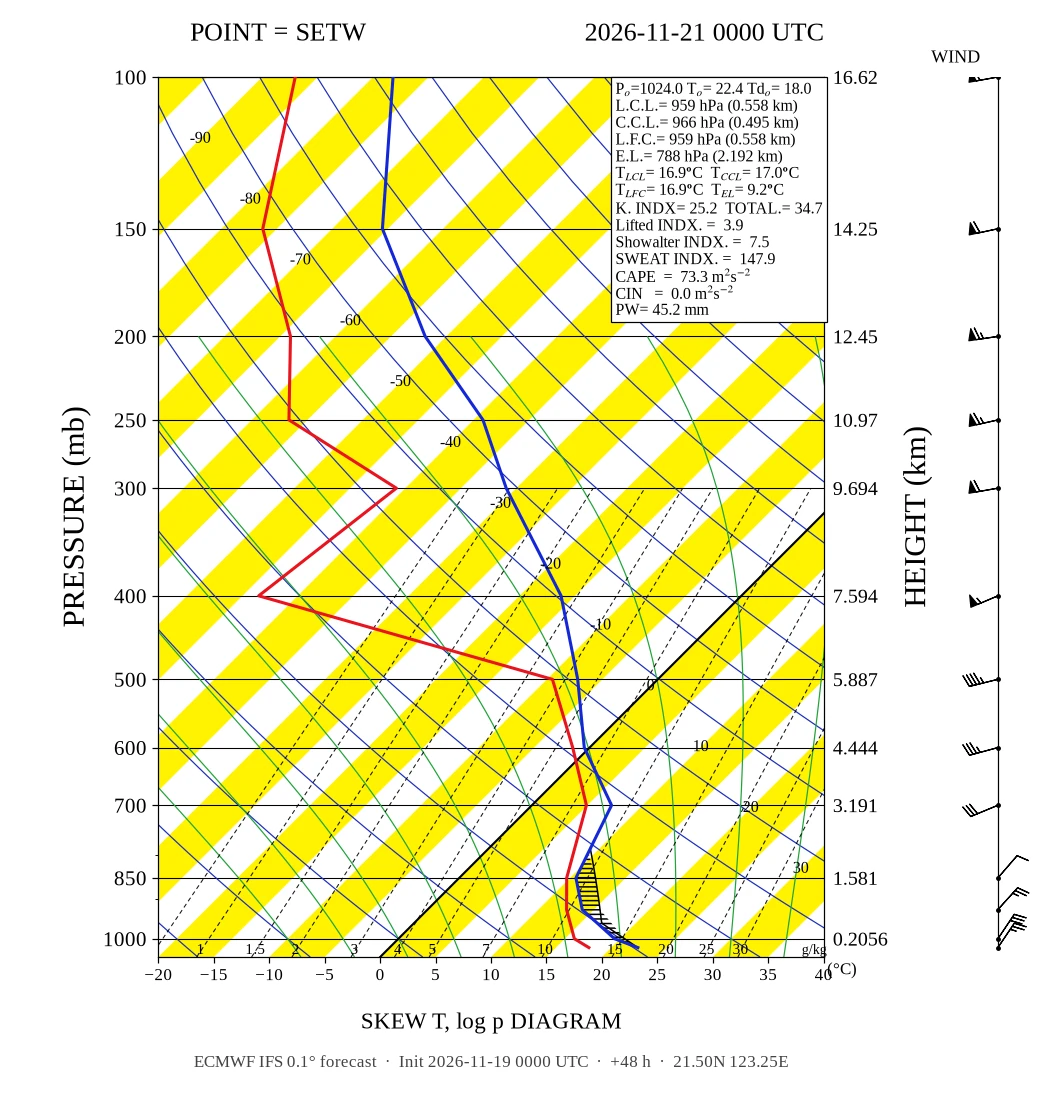 POINT = SETW
2026-11-21 0000 UTC
WIND
100
150
200
250
300
400
500
600
700
850
1000
PRESSURE (mb)
-90
-80
-70
-60
-50
-40
-30
-20
-10
0
10
20
30
Po=1024.0 To= 22.4 Tdo= 18.0
L.C.L.= 959 hPa (0.558 km)
C.C.L.= 966 hPa (0.495 km)
L.F.C.= 959 hPa (0.558 km)
E.L.= 788 hPa (2.192 km)
TLCL= 16.9°C TCCL= 17.0°C
TLFC= 16.9°C TEL= 9.2°C
K. INDX= 25.2 TOTAL.= 34.7
Lifted INDX. = 3.9
Showalter INDX. = 7.5
SWEAT INDX. = 147.9
CAPE = 73.3 m²s⁻²
CIN = 0.0 m²s⁻²
PW= 45.2 mm
16.62
14.25
12.45
10.97
9.694
7.594
5.887
4.444
3.191
1.581
0.2056
HEIGHT (km)
1 1.5 2 3 4 5 7 10 15 20 25 30 g/kg
−20 −15 −10 −5 0 5 10 15 20 25 30 35 40 (°C)
SKEW T, log p DIAGRAM
ECMWF IFS 0.1° forecast · Init 2026-11-19 0000 UTC · +48 h · 21.50N 123.25E